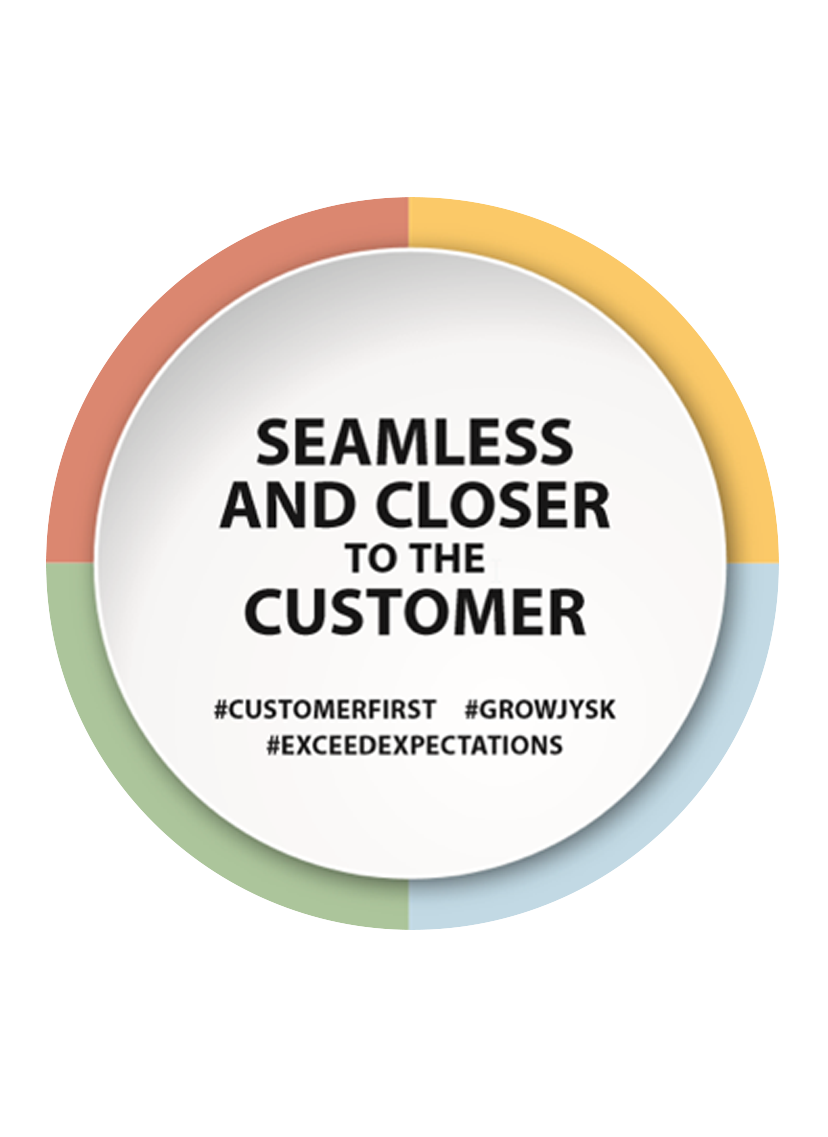 SEAMLESS
AND CLOSER
TO THE
CUSTOMER
#CUSTOMERFIRST #GROWJYSK
#EXCEEDEXPECTATIONS